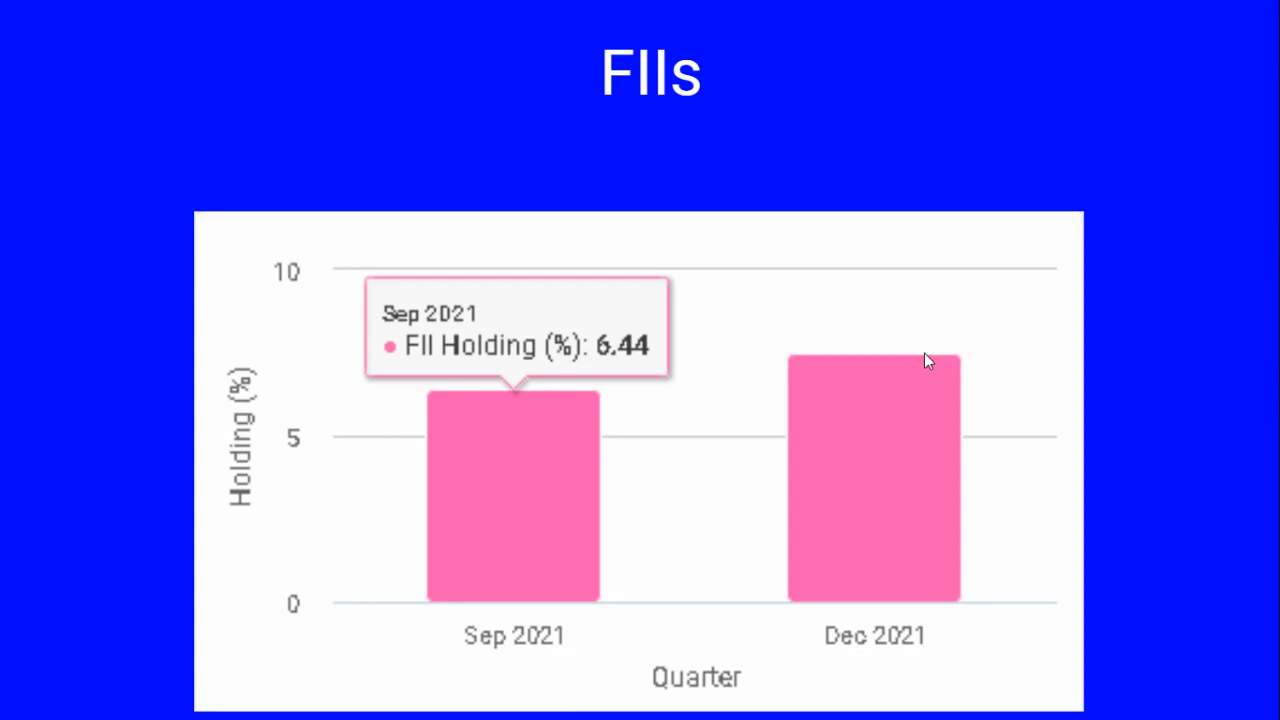 FIIs
10
Sep 2021
FII Holding (%): 6.44
Holding (%)
5
0
Sep 2021
Dec 2021
Quarter